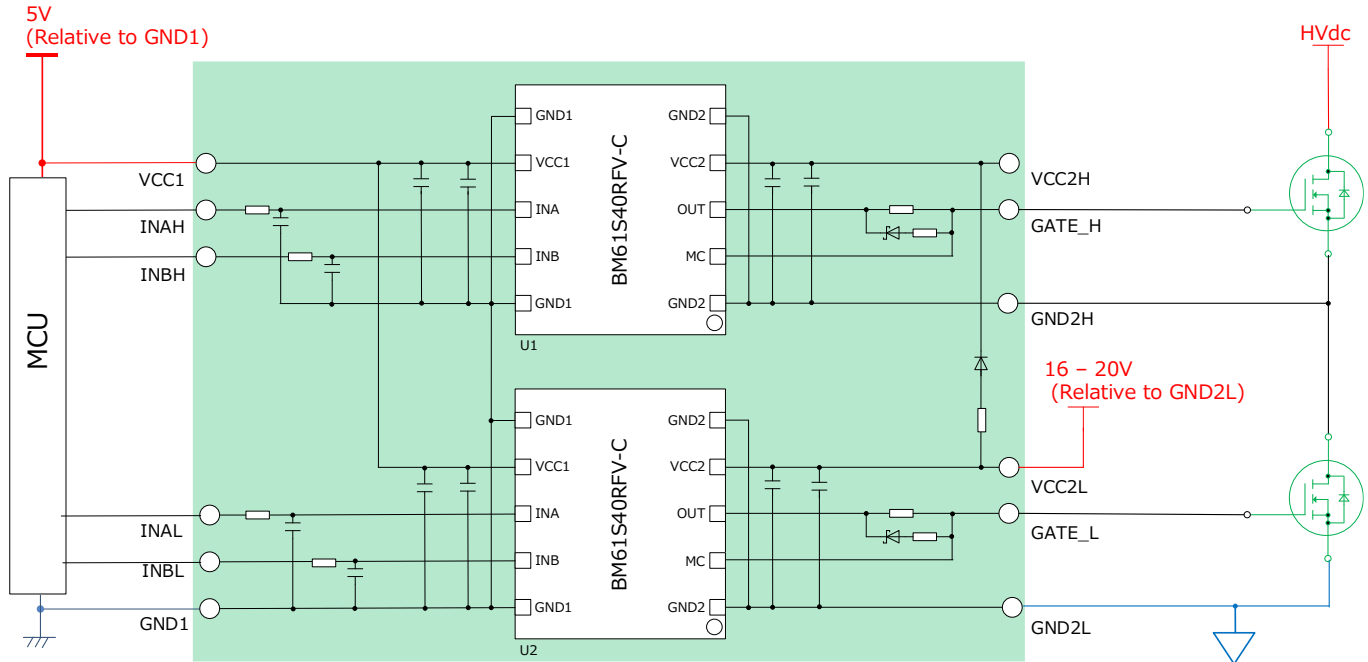 5V
(Relative to GND1)
HVdc
GND1
GND2
VCC1
VCC2
VCC1
VCC2H
INA
OUT
INAH
GATE_H
INB
MC
INBH
GND1
GND2
GND2H
BM61S40RFV-C
U1
MCU
16 – 20V
(Relative to GND2L)
GND1
GND2
VCC1
VCC2
VCC2L
INA
OUT
INAL
GATE_L
INB
MC
INBL
GND1
GND2
GND1
GND2L
BM61S40RFV-C
U2